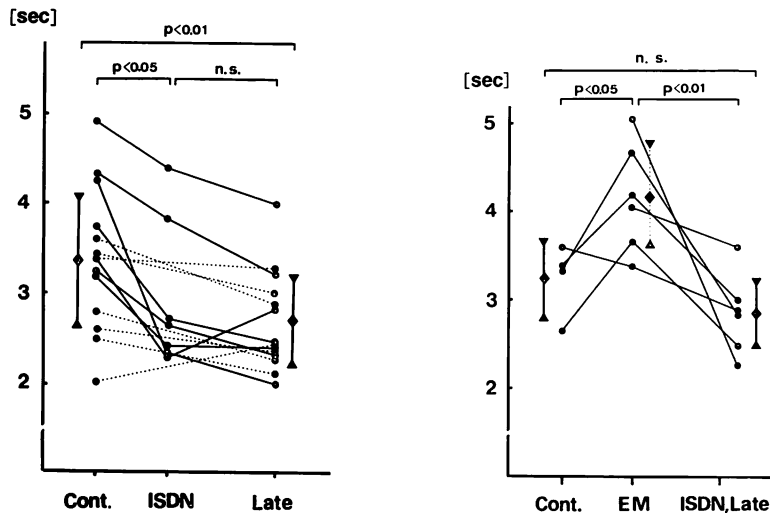 [sec]
p<0.01
p<0.05
n.s.
5
4
3
2
Cont. ISDN Late
[sec]
n. s.
p<0.05
p<0.01
5
4
3
2
Cont. EM ISDN,Late